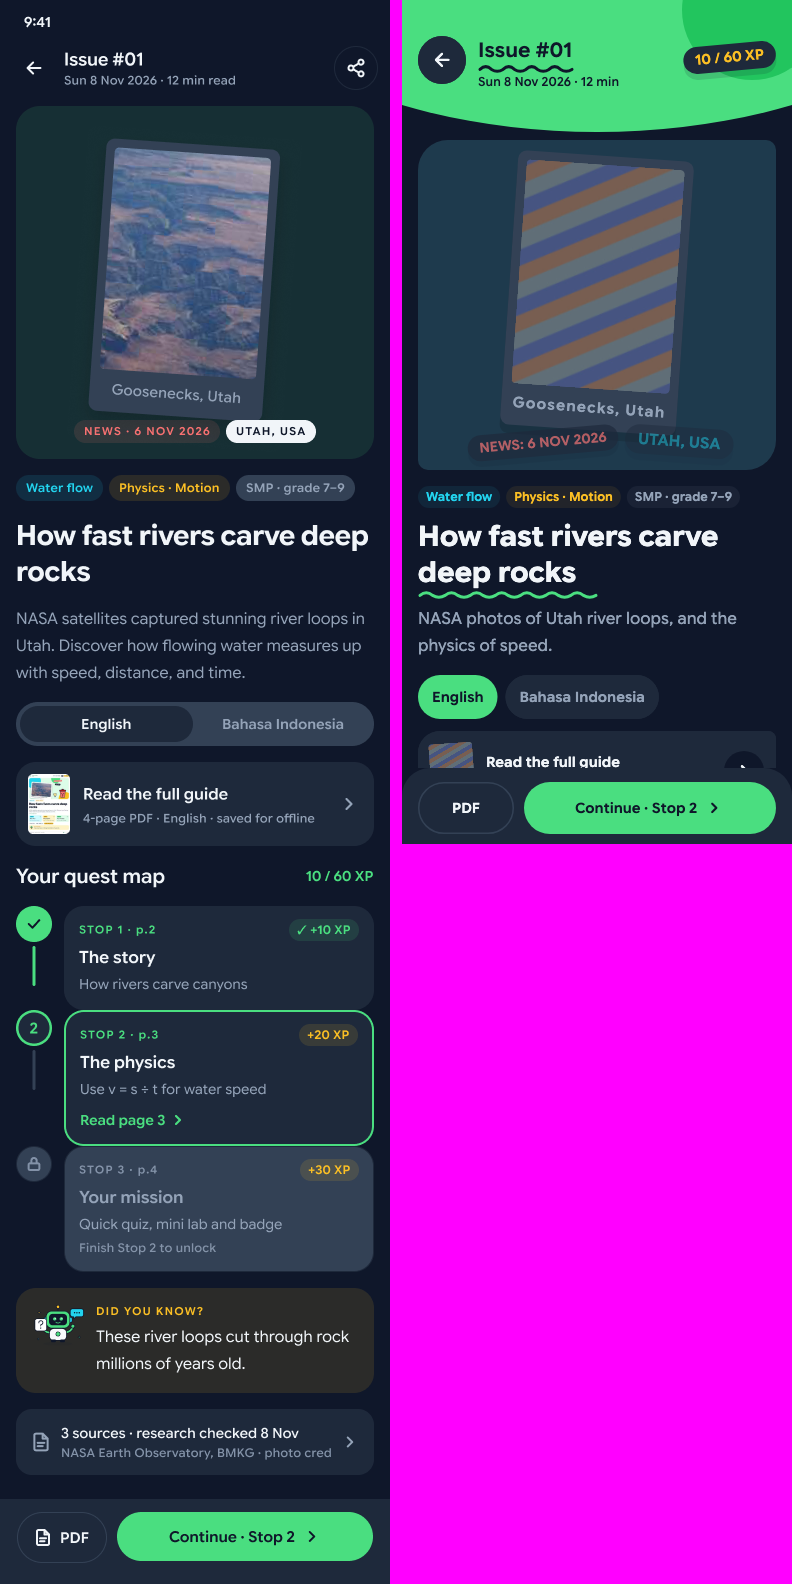 9:41
Issue #01
Sun 8 Nov 2026 · 12 min read
Goosenecks, Utah
NEWS · 6 NOV 2026
UTAH, USA
Water flow
Physics · Motion
SMP · grade 7–9
How fast rivers carve deep
rocks
NASA satellites captured stunning river loops in
Utah. Discover how flowing water measures up
with speed, distance, and time.
English
Bahasa Indonesia
Read the full guide
4-page PDF · English · saved for offline
Your quest map
10 / 60 XP
STOP 1 · p.2
✓ +10 XP
The story
How rivers carve canyons
2
STOP 2 · p.3
+20 XP
The physics
Use v = s ÷ t for water speed
Read page 3
STOP 3 · p.4
+30 XP
Your mission
Quick quiz, mini lab and badge
Finish Stop 2 to unlock
?
DID YOU KNOW?
These river loops cut through rock
millions of years old.
3 sources · research checked 8 Nov
NASA Earth Observatory, BMKG · photo cred
PDF
Continue · Stop 2
Issue #01
Sun 8 Nov 2026 · 12 min
10 / 60 XP
Goosenecks, Utah
NEWS: 6 NOV 2026
UTAH, USA
Water flow
Physics · Motion
SMP · grade 7–9
How fast rivers carve
deep rocks
NASA photos of Utah river loops, and the
physics of speed.
English
Bahasa Indonesia
Read the full guide
PDF
Continue · Stop 2